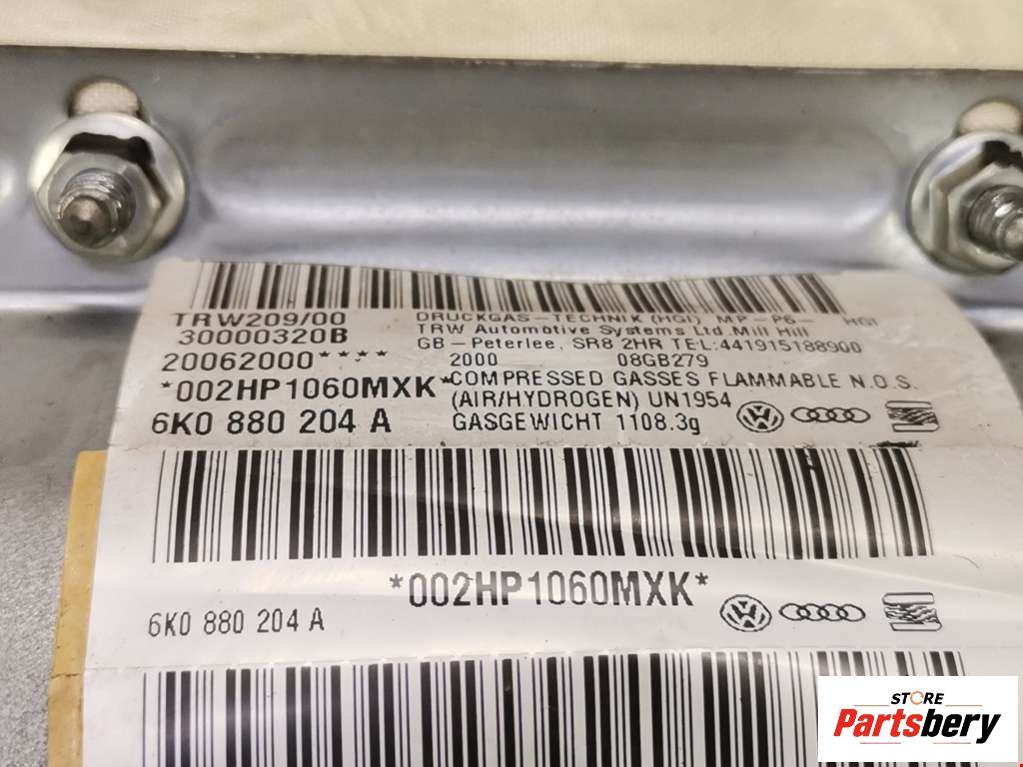 TRW209/00
30000320B
20062000****
*002HP1060MXK*
6K0 880 204 A
DRUCKGAS-TECHNIK (HGI) MP-P6- HGI
TRW Automotive Systems Ltd.Mill Hill
GB - Peterlee, SR8 2HR TEL:441915188900
2000 08GB279
COMPRESSED GASSES FLAMMABLE N.O.S.
(AIR/HYDROGEN) UN1954
GASGEWICHT 1108.3g
*002HP1060MXK*
6K0 880 204 A
STORE
Partsbery